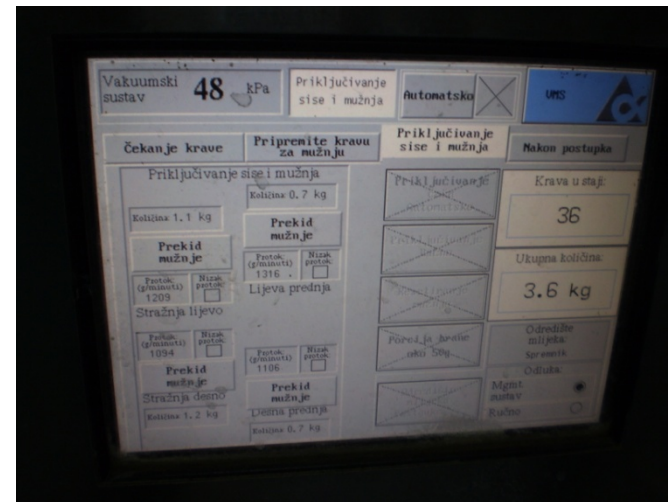 Vakuumski
sustav
48 kPa
Priključivanje
sise i mužnja
Automatsko
VMS
Čekanje krave
Pripremite kravu
za mužnju
Priključivanje
sise i mužnja
Nakon postupka
Priključivanje sise i mužnja
Količina 1.1 kg
Prekid
mužnje
Protok:
(g/minuti)
1209
Nizak
protok:
Stražnja lijevo
Količina 0.7 kg
Prekid
mužnje
Protok:
(g/minuti)
1316
Nizak
protok:
Lijeva prednja
Protok:
(g/minuti)
1094
Nizak
protok:
Prekid
mužnje
Stražnja desno
Količina 1.2 kg
Protok:
(g/minuti)
1106
Nizak
protok:
Prekid
mužnje
Desna prednja
Količina 0.7 kg
Priključivanje
Krava u staji:
36
Ukupna količina:
3.6 kg
Odredište
mlijeka:
Spremnik
Odluka:
Mgmt.
sustav
Ručno